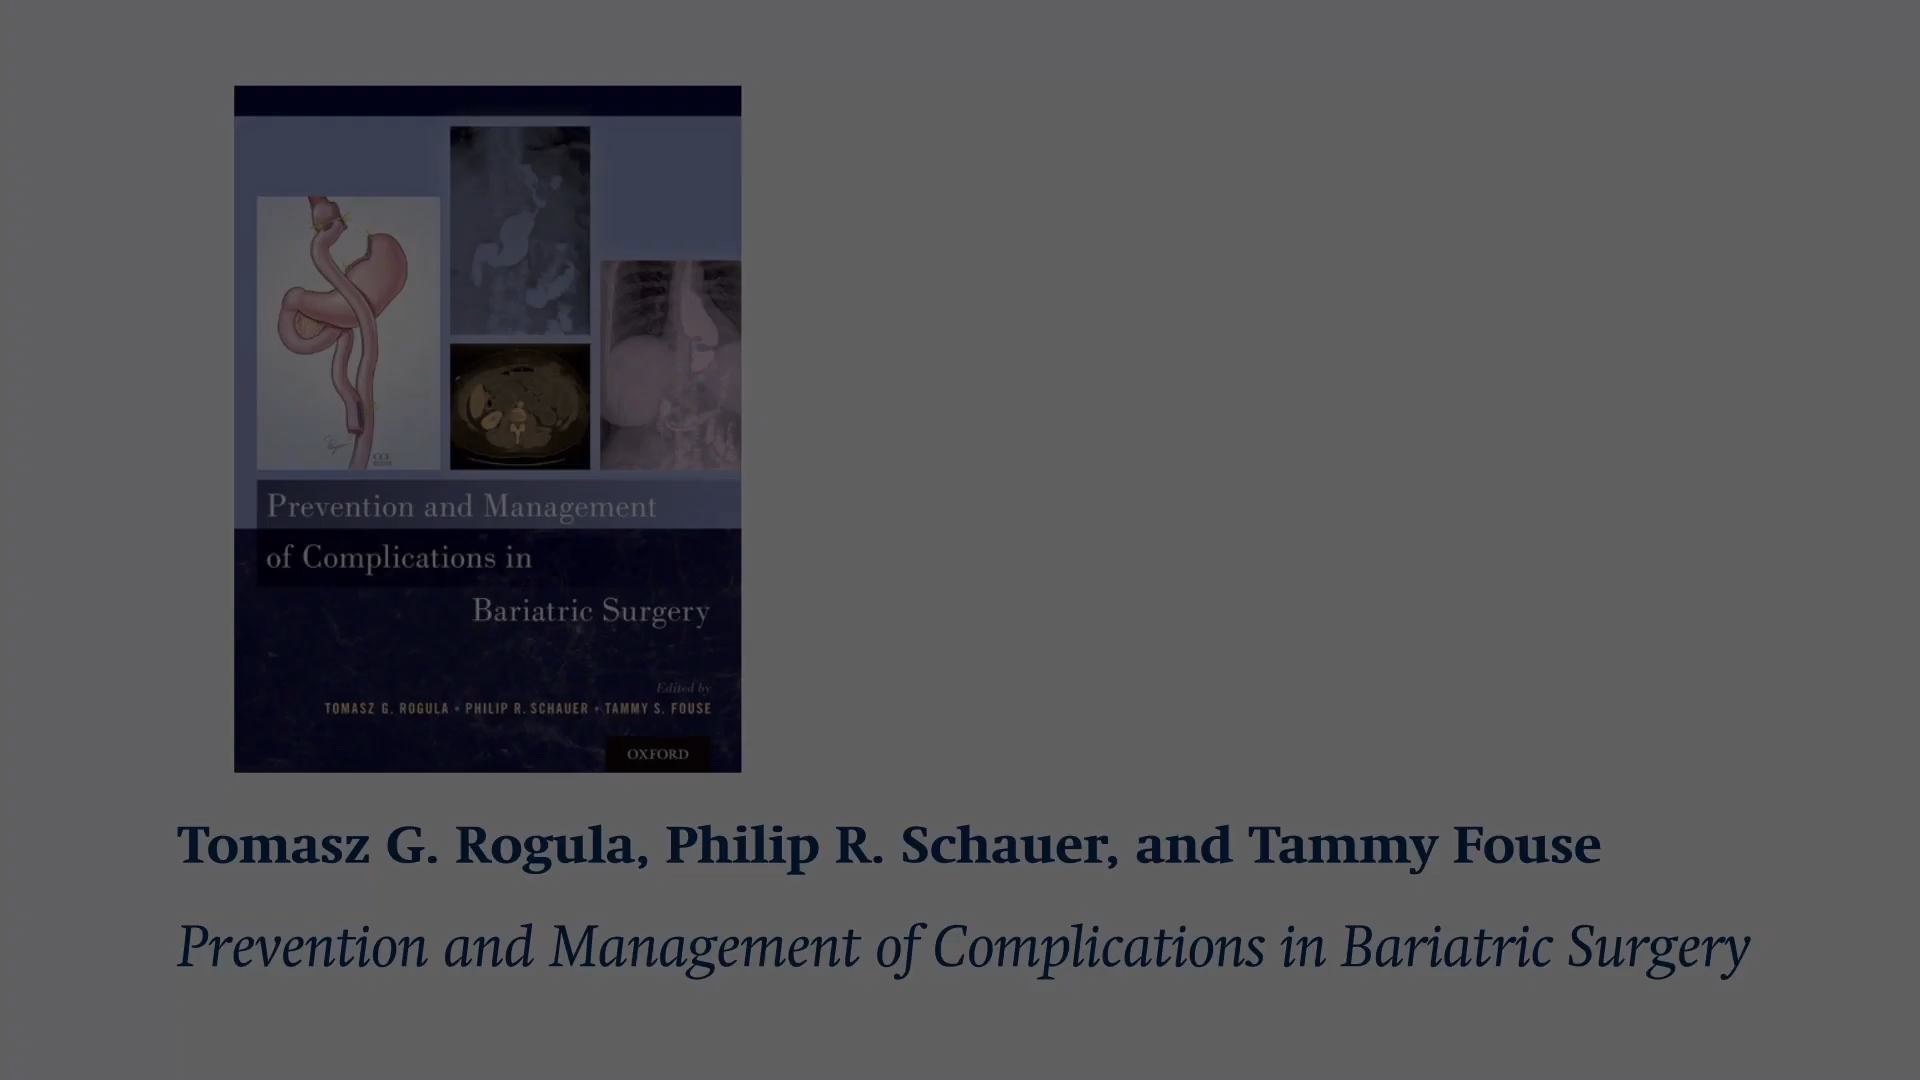 Prevention and Management
of Complications in
Bariatric Surgery
Edited by
TOMASZ G. ROGULA • PHILIP R. SCHAUER • TAMMY S. FOUSE
OXFORD
Tomasz G. Rogula, Philip R. Schauer, and Tammy Fouse
Prevention and Management of Complications in Bariatric Surgery